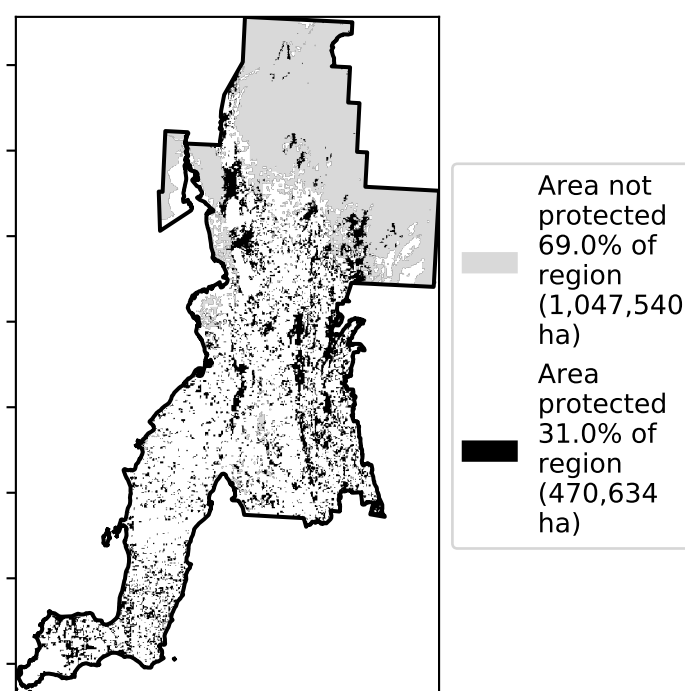 Area not
protected
69.0% of
region
(1,047,540
ha)
Area
protected
31.0% of
region
(470,634
ha)